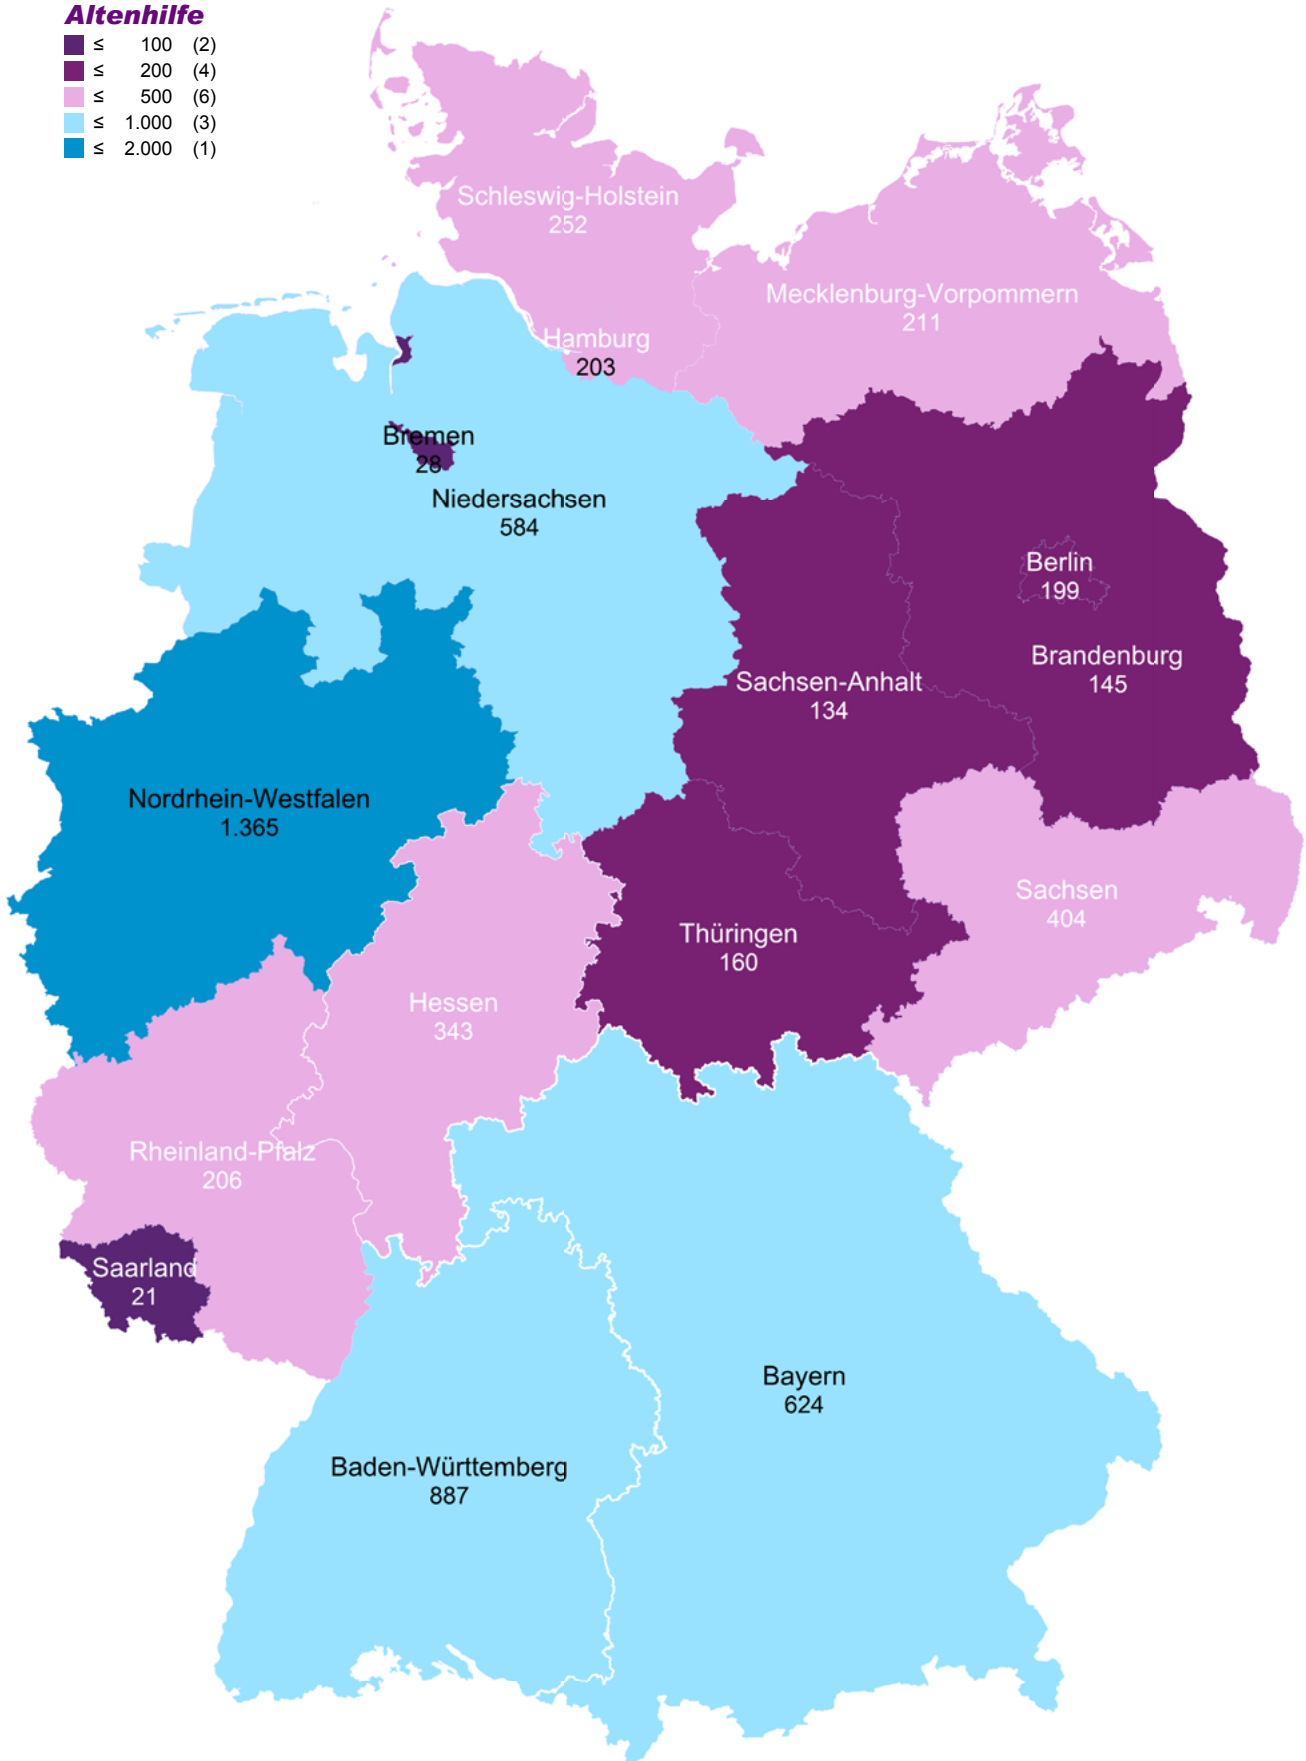 Altenhilfe
≤ 100 (2)
≤ 200 (4)
≤ 500 (6)
≤ 1.000 (3)
≤ 2.000 (1)
Schleswig-Holstein
252
Mecklenburg-Vorpommern
211
Hamburg
203
Bremen
28
Niedersachsen
584
Berlin
199
Brandenburg
145
Sachsen-Anhalt
134
Nordrhein-Westfalen
1.365
Sachsen
404
Thüringen
160
Hessen
343
Rheinland-Pfalz
206
Saarland
21
Bayern
624
Baden-Württemberg
887